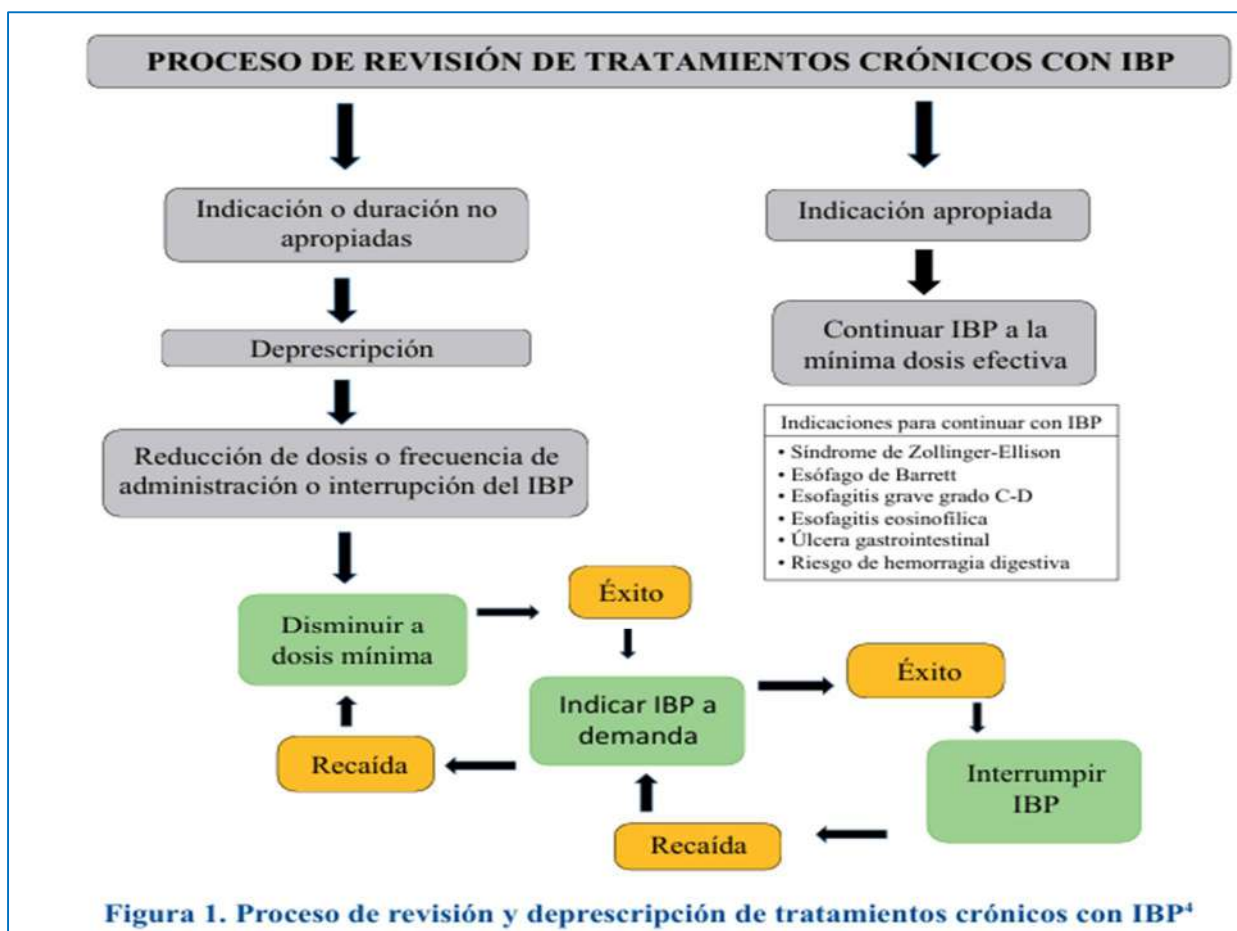 PROCESO DE REVISIÓN DE TRATAMIENTOS CRÓNICOS CON IBP
Indicación o duración no
apropiadas
Deprescripción
Reducción de dosis o frecuencia de
administración o interrupción del IBP
Indicación apropiada
Continuar IBP a la
mínima dosis efectiva
Indicaciones para continuar con IBP
• Síndrome de Zollinger-Ellison
• Esófago de Barrett
• Esofagitis grave grado C-D
• Esofagitis eosinofílica
• Úlcera gastrointestinal
• Riesgo de hemorragia digestiva
Disminuir a
dosis mínima
Éxito
Indicar IBP a
demanda
Recaída
Éxito
Interrumpir
IBP
Recaída
Figura 1. Proceso de revisión y deprescripción de tratamientos crónicos con IBP⁴